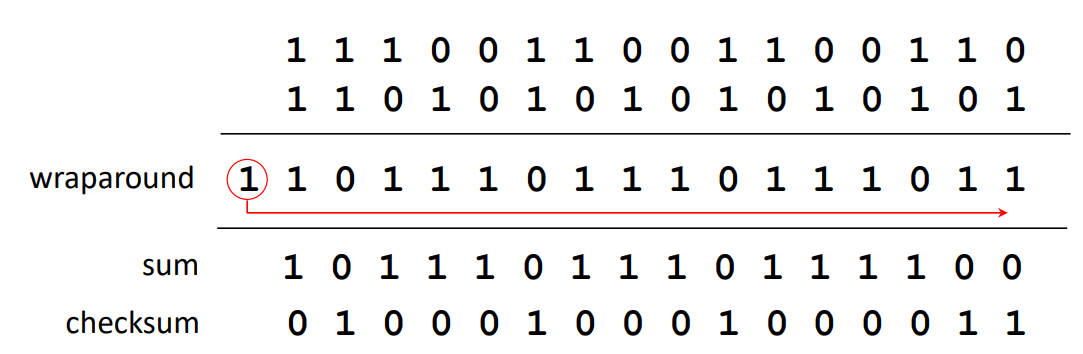 1 1 1 0 0 1 1 0 0 1 1 0 0 1 1 0
1 1 0 1 0 1 0 1 0 1 0 1 0 1 0 1
wraparound 1 1 0 1 1 1 0 1 1 1 0 1 1 1 0 1 1
sum 1 0 1 1 1 0 1 1 1 0 1 1 1 1 0 0
checksum 0 1 0 0 0 1 0 0 0 1 0 0 0 0 1 1